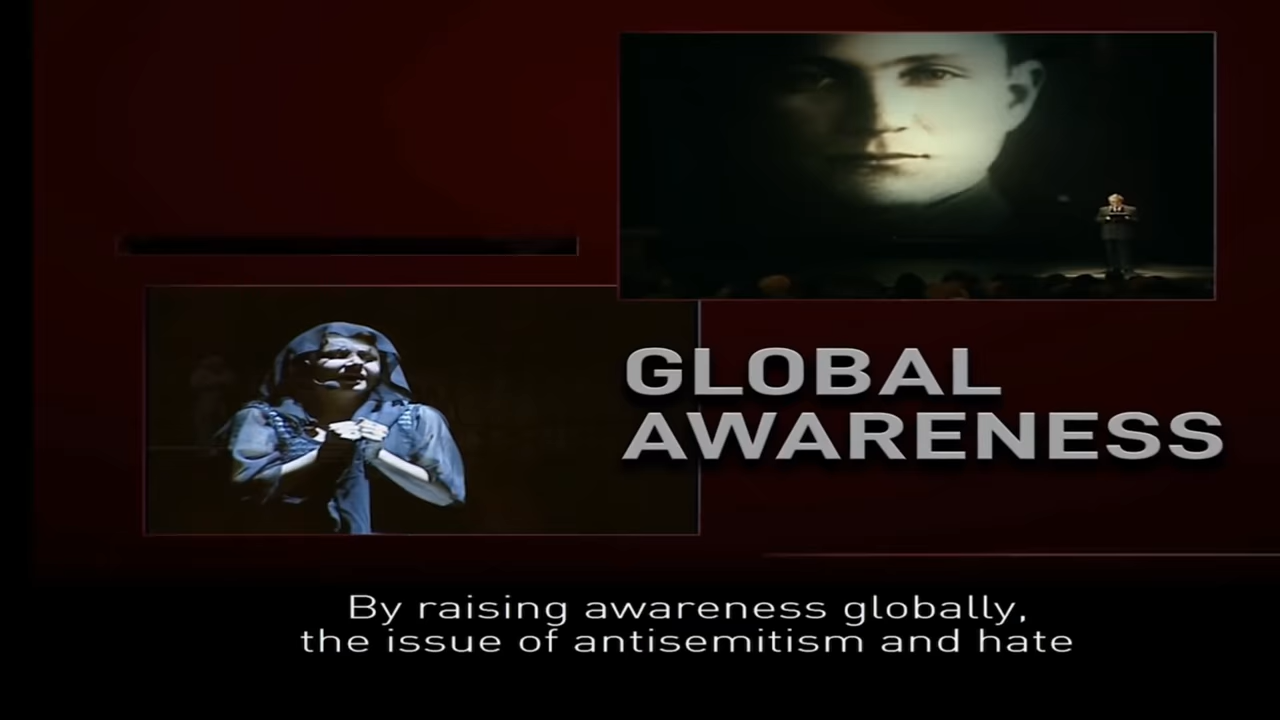 GLOBAL
AWARENESS
By raising awareness globally,
the issue of antisemitism and hate